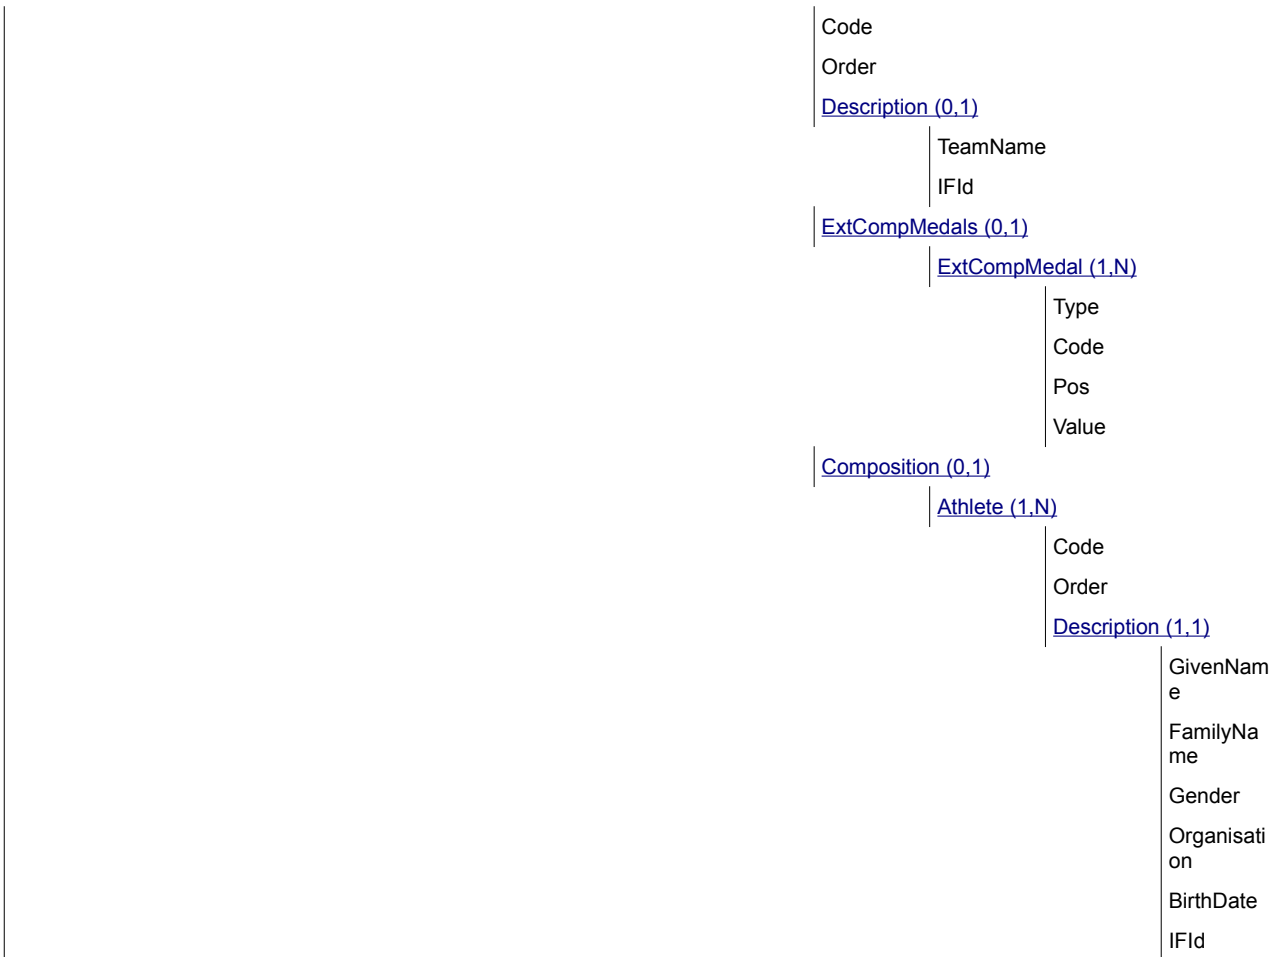 Code
Order
Description (0,1)
TeamName
IFId
ExtCompMedals (0,1)
ExtCompMedal (1,N)
Type
Code
Pos
Value
Composition (0,1)
Athlete (1,N)
Code
Order
Description (1,1)
GivenNam
e
FamilyNa
me
Gender
Organisati
on
BirthDate
IFId